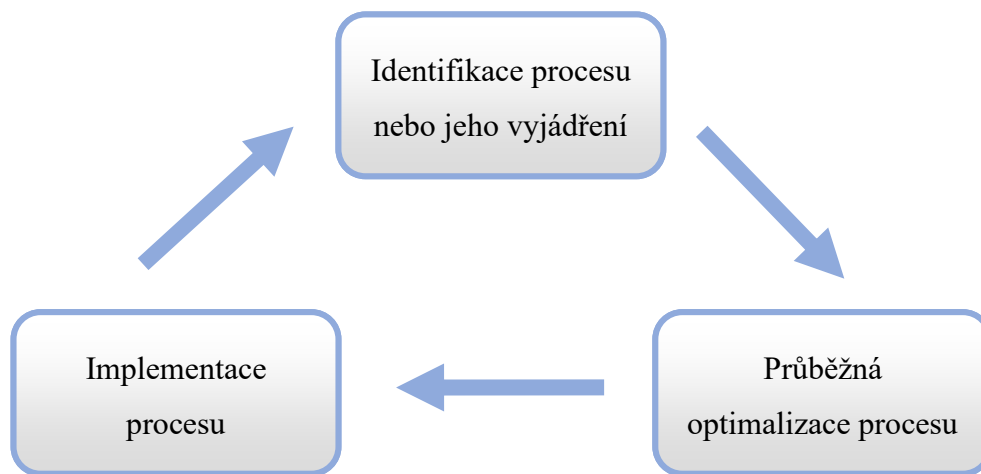 Identifikace procesu
nebo jeho vyjádření
Implementace
procesu
Průběžná
optimalizace procesu